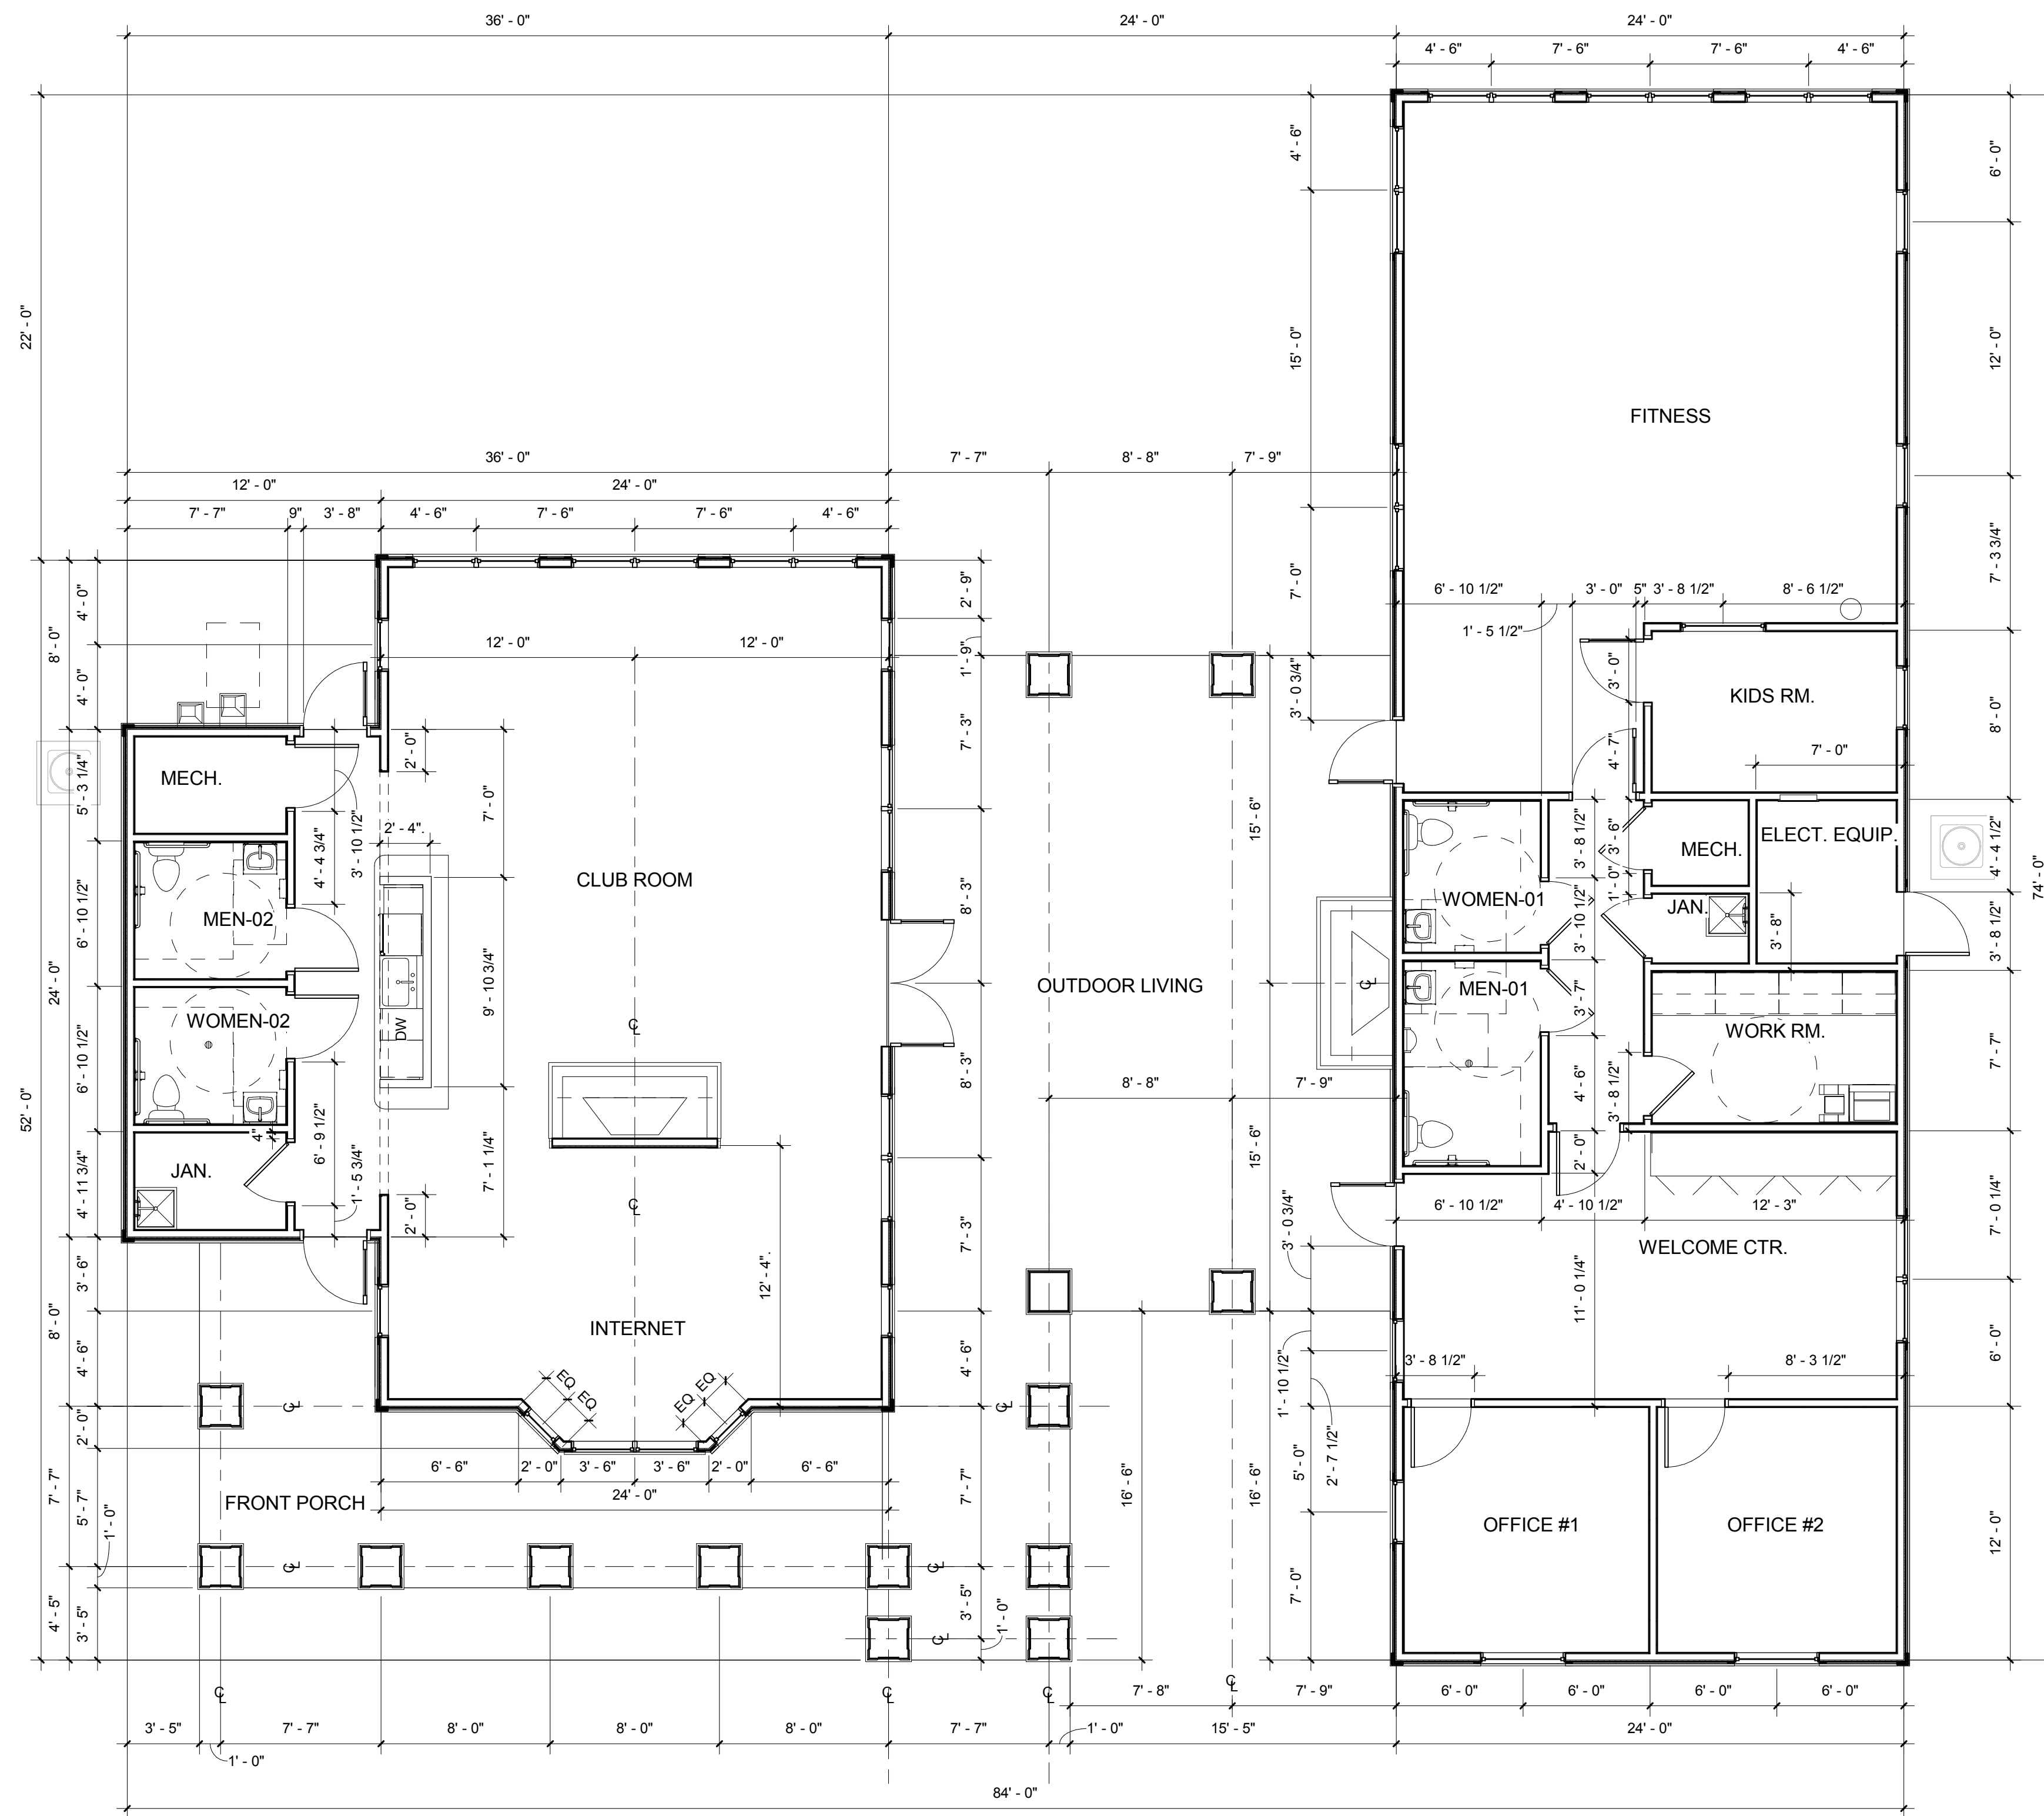 36' - 0"
24' - 0"
24' - 0"
4' - 6"
7' - 6"
7' - 6"
4' - 6"
22' - 0"
4' - 6"
15' - 0"
7' - 0"
3' - 0 3/4"
6' - 0"
12' - 0"
7' - 3 3/4"
8' - 0"
4' - 4 1/2"
3' - 8 1/2"
7' - 7"
7' - 0 1/4"
6' - 0"
12' - 0"
74' - 0"
FITNESS
36' - 0"
7' - 7"
8' - 8"
7' - 9"
12' - 0"
24' - 0"
7' - 7"
9"
3' - 8"
4' - 6"
7' - 6"
7' - 6"
4' - 6"
6' - 10 1/2"
3' - 0"
5"
3' - 8 1/2"
8' - 6 1/2"
1' - 5 1/2"
8' - 0"
4' - 0"
4' - 0"
12' - 0"
12' - 0"
2' - 9"
1' - 9"
7' - 3"
8' - 3"
8' - 3"
7' - 3"
4' - 6"
7' - 7"
3' - 5"
1' - 0"
3' - 0"
4' - 7"
KIDS RM.
7' - 0"
MECH.
5' - 3 1/4"
4' - 4 3/4"
3' - 10 1/2"
2' - 0"
7' - 0"
2' - 4".
15' - 6"
3' - 8 1/2"
3' - 6"
1' - 0"
MECH.
ELECT. EQUIP.
CLUB ROOM
MEN-02
6' - 10 1/2"
WOMEN-01
3' - 10 1/2"
JAN.
3' - 8"
24' - 0"
9' - 10 3/4"
OUTDOOR LIVING
CL
MEN-01
3' - 7"
WOMEN-02
6' - 10 1/2"
DW
CL
WORK RM.
52' - 0"
8' - 8"
7' - 9"
4' - 6"
3' - 8 1/2"
4"
6' - 9 1/2"
7' - 1 1/4"
15' - 6"
2' - 0"
JAN.
4' - 11 3/4"
1' - 5 3/4"
2' - 0"
CL
6' - 10 1/2"
4' - 10 1/2"
12' - 3"
3' - 0 3/4"
WELCOME CTR.
3' - 6"
8' - 0"
4' - 6"
12' - 4".
11' - 0 1/4"
INTERNET
3' - 8 1/2"
8' - 3 1/2"
EQ
EQ
EQ
EQ
CL
CL
1' - 10 1/2"
2' - 7 1/2"
2' - 0"
7' - 7"
5' - 7"
1' - 0"
6' - 6"
2' - 0"
3' - 6"
3' - 6"
2' - 0"
6' - 6"
24' - 0"
16' - 6"
16' - 6"
5' - 0"
7' - 0"
FRONT PORCH
OFFICE #1
OFFICE #2
CL
CL
4' - 5"
3' - 5"
CL
CL
CL
CL
CL
7' - 8"
7' - 9"
6' - 0"
6' - 0"
6' - 0"
6' - 0"
3' - 5"
7' - 7"
8' - 0"
8' - 0"
8' - 0"
7' - 7"
1' - 0"
15' - 5"
24' - 0"
1' - 0"
84' - 0"